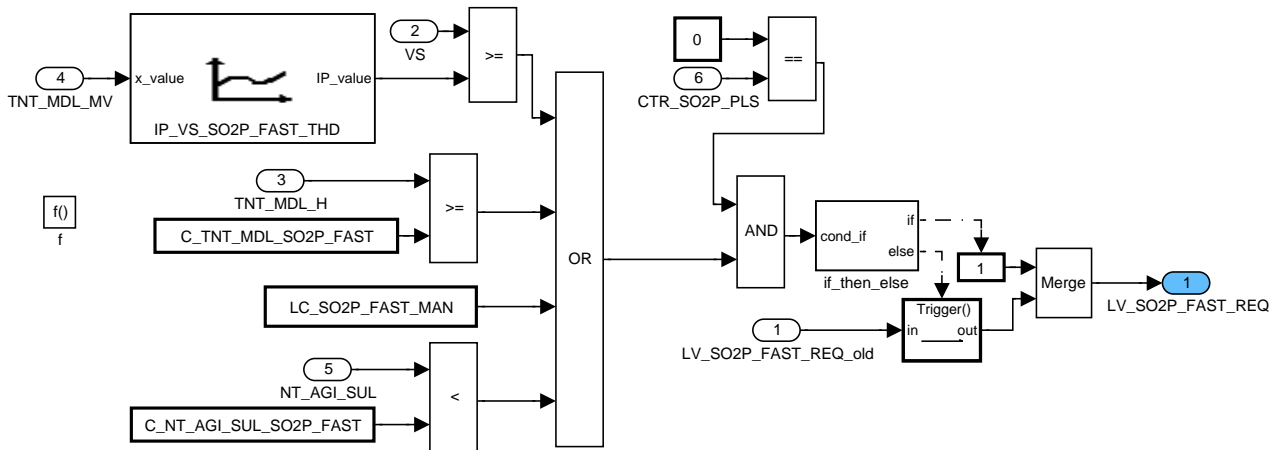 4
TNT_MDL_MV
x_value
IP_value
IP_VS_SO2P_FAST_THD
2
VS
>=
0
6
CTR_SO2P_PLS
==
f()
f
3
TNT_MDL_H
C_TNT_MDL_SO2P_FAST
>=
LC_SO2P_FAST_MAN
5
NT_AGI_SUL
C_NT_AGI_SUL_SO2P_FAST
<
OR
AND
cond_if
if
else
if_then_else
1
1
LV_SO2P_FAST_REQ_old
Trigger()
in
out
Merge
1
LV_SO2P_FAST_REQ